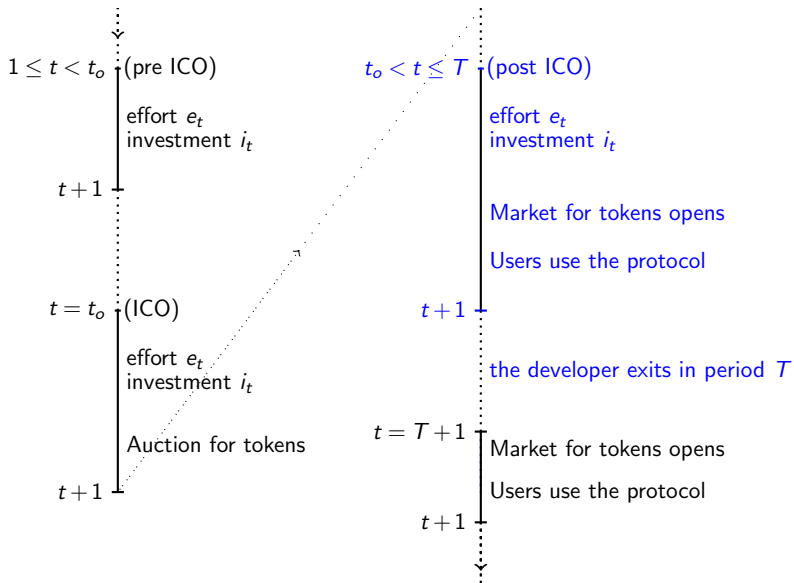 1 ≤ t < t_o (pre ICO)
effort e_t
investment i_t
t+1
t = t_o (ICO)
effort e_t
investment i_t
Auction for tokens
t+1
t_o < t ≤ T (post ICO)
effort e_t
investment i_t
Market for tokens opens
Users use the protocol
t+1
the developer exits in period T
t = T+1
Market for tokens opens
Users use the protocol
t+1